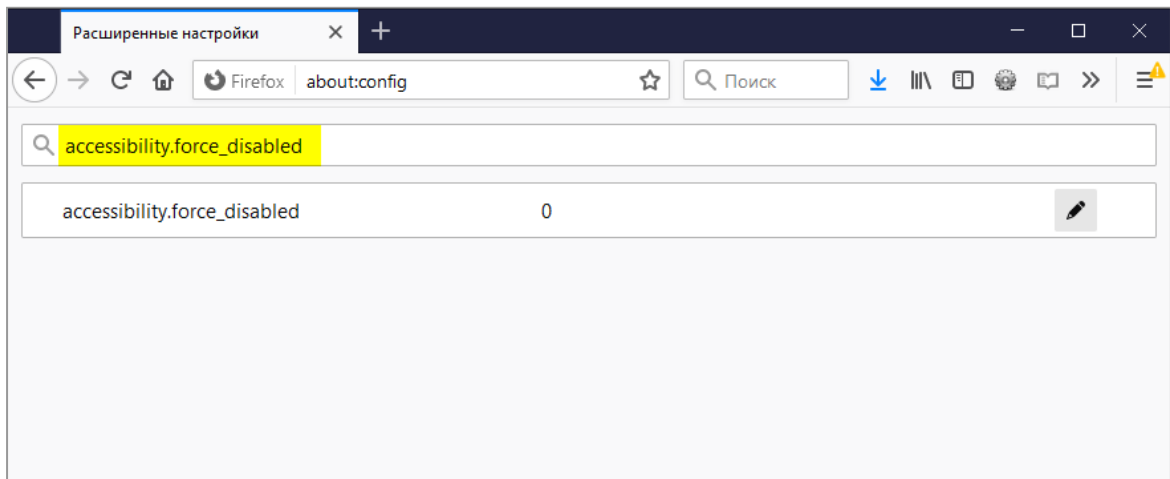 Расширенные настройки
Firefox about:config Поиск
accessibility.force_disabled
accessibility.force_disabled 0